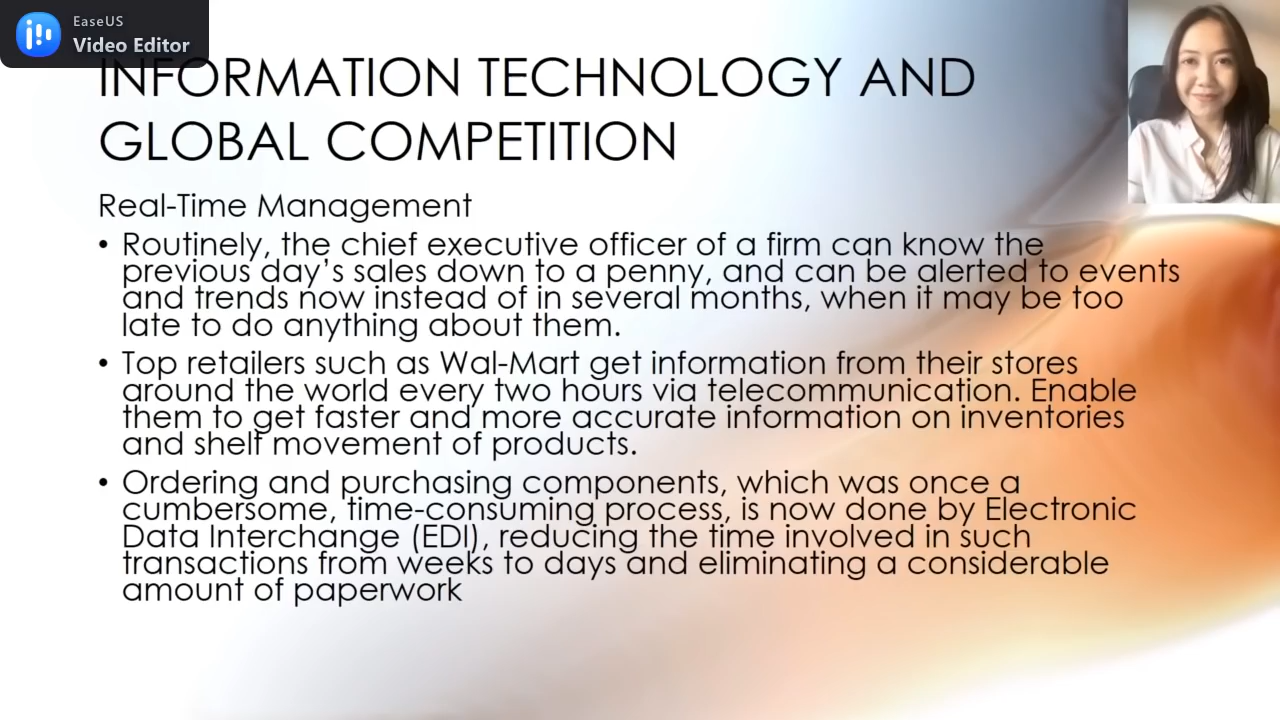 EaseUS
Video Editor
INFORMATION TECHNOLOGY AND
GLOBAL COMPETITION
Real-Time Management
• Routinely, the chief executive officer of a firm can know the
previous day’s sales down to a penny, and can be alerted to events
and trends now instead of in several months, when it may be too
late to do anything about them.
• Top retailers such as Wal-Mart get information from their stores
around the world every two hours via telecommunication. Enable
them to get faster and more accurate information on inventories
and shelf movement of products.
• Ordering and purchasing components, which was once a
cumbersome, time-consuming process, is now done by Electronic
Data Interchange (EDI), reducing the time involved in such
transactions from weeks to days and eliminating a considerable
amount of paperwork